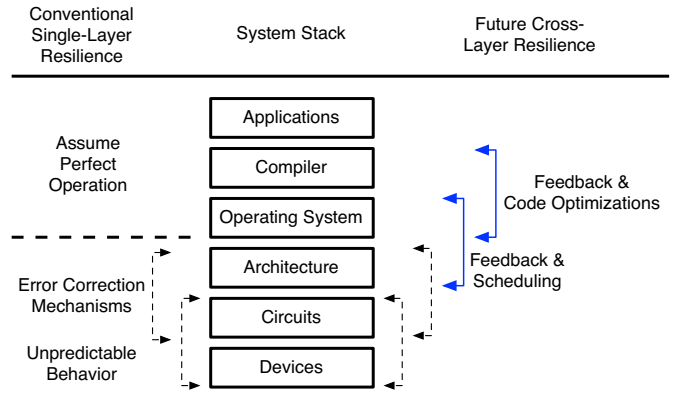 Conventional
Single-Layer
Resilience
System Stack
Future Cross-
Layer Resilience
Applications
Assume
Perfect
Operation
Compiler
Feedback &
Code Optimizations
Operating System
Architecture
Feedback &
Scheduling
Error Correction
Mechanisms
Circuits
Unpredictable
Behavior
Devices